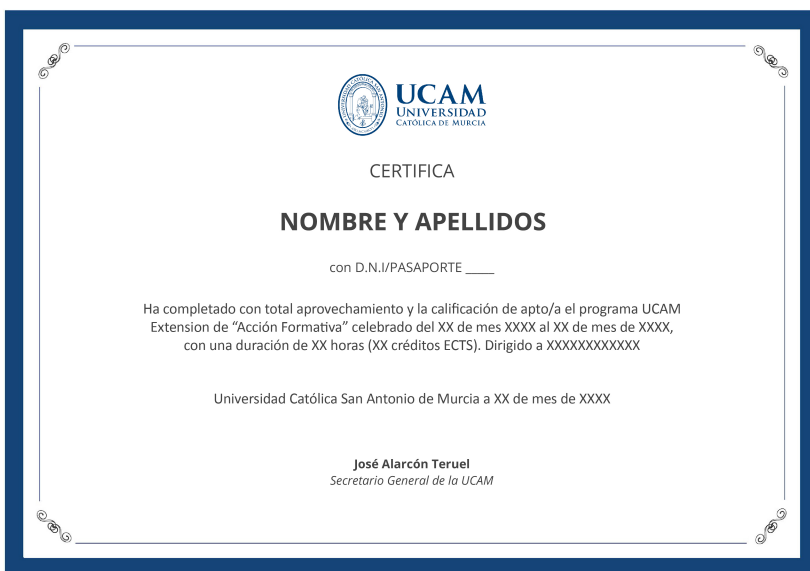 UCAM
UNIVERSIDAD
CATÓLICA DE MURCIA
CERTIFICA
NOMBRE Y APELLIDOS
con D.N.I/PASAPORTE ____
Ha completado con total aprovechamiento y la calificación de apto/a el programa UCAM
Extension de “Acción Formativa” celebrado del XX de mes XXXX al XX de mes de XXXX,
con una duración de XX horas (XX créditos ECTS). Dirigido a XXXXXXXXXXXX
Universidad Católica San Antonio de Murcia a XX de mes de XXXX
José Alarcón Teruel
Secretario General de la UCAM